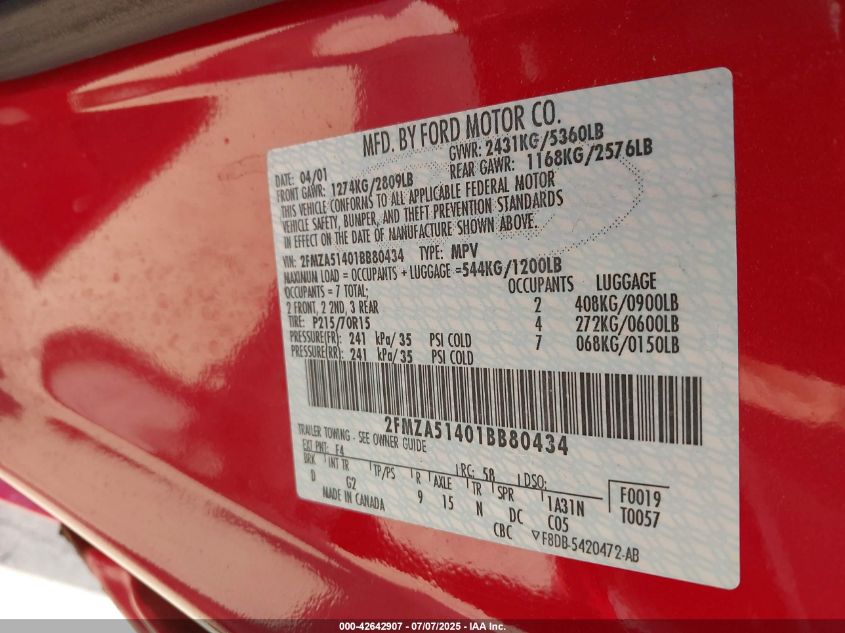 MFD. BY FORD MOTOR CO.
DATE: 04/01 GVWR: 2431KG/5360LB
FRONT GAWR: 1274KG/2809LB REAR GAWR: 1168KG/2576LB
THIS VEHICLE CONFORMS TO ALL APPLICABLE FEDERAL MOTOR
VEHICLE SAFETY, BUMPER, AND THEFT PREVENTION STANDARDS
IN EFFECT ON THE DATE OF MANUFACTURE SHOWN ABOVE.
VIN: 2FMZA51401BB80434 TYPE: MPV
MAXIMUM LOAD = OCCUPANTS + LUGGAGE =544KG/1200LB
OCCUPANTS = 7 TOTAL; OCCUPANTS LUGGAGE
2 FRONT, 2 2ND, 3 REAR 2 408KG/0900LB
TIRE: P215/70R15 4 272KG/0600LB
PRESSURE(FR): 241 kPa/35 PSI COLD 7 068KG/0150LB
PRESSURE(RR): 241 kPa/35 PSI COLD
2FMZA51401BB80434
TRAILER TOWING - SEE OWNER GUIDE
EXT PNT: E4 RC: 58 DSO: F0019
BRK INT TR TP/PS R AXLE TR SPR 1A31N T0057
D G2 9 15 N DC C05
MADE IN CANADA CBC ▽F8DB-5420472-AB
000-42642907 - 07/07/2025 - IAA Inc.